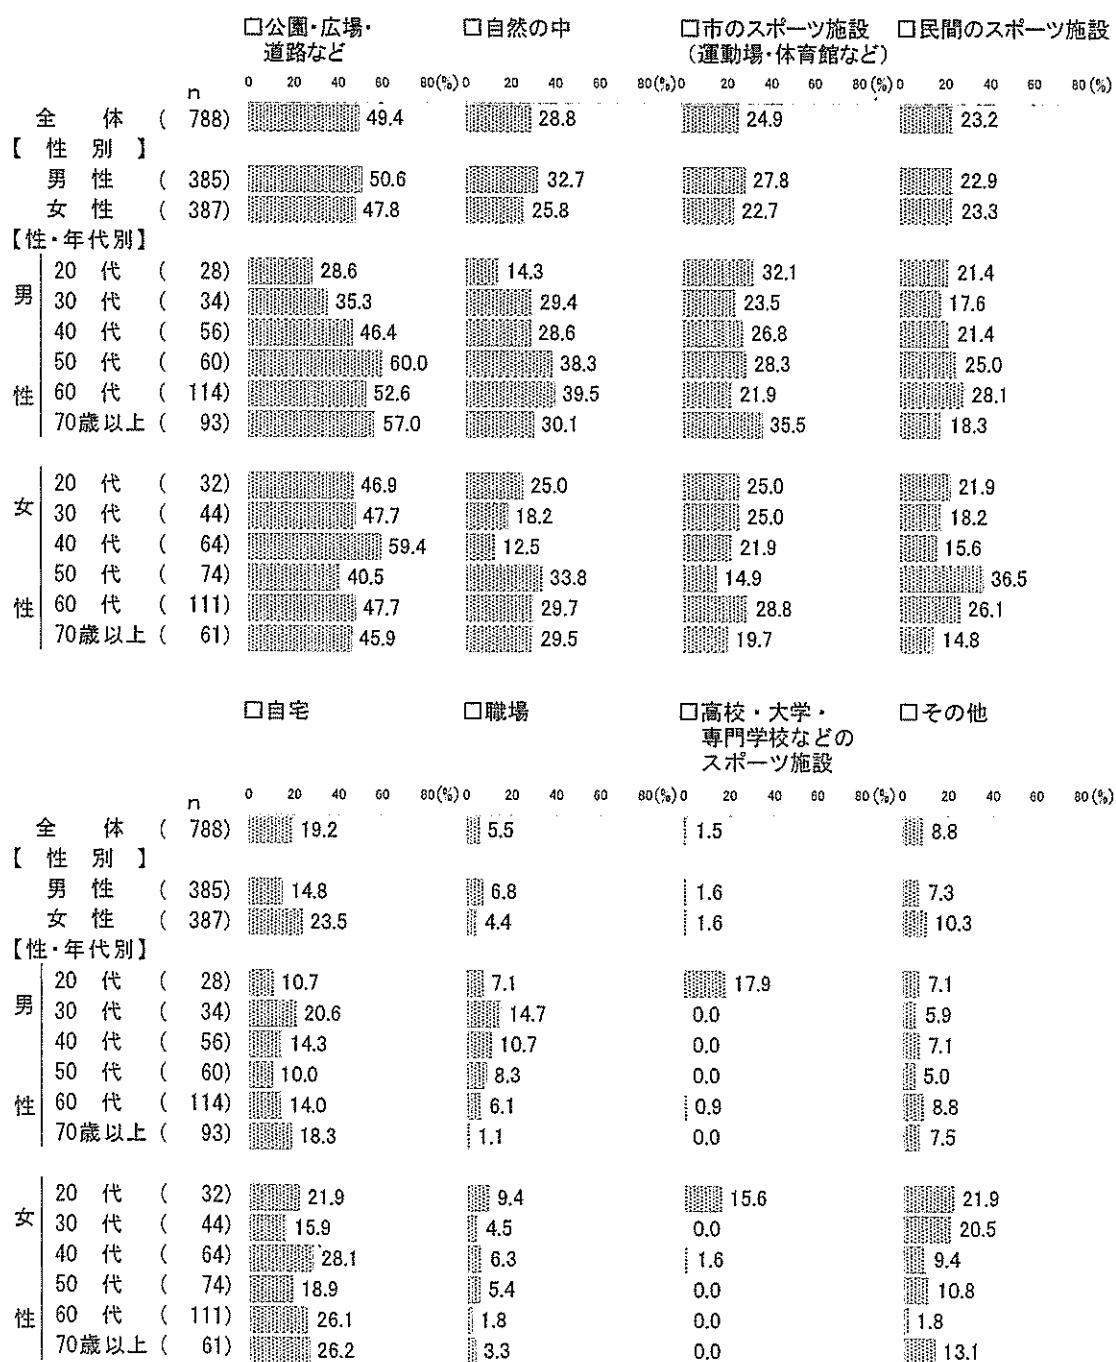 □公園・広場・ □自然の中 □市のスポーツ施設 □民間のスポーツ施設
道路など （運動場・体育館など）
n 0 20 40 60 80(%) 0 20 40 60 80(%) 0 20 40 60 80(%) 0 20 40 60 80(%)
全体 ( 788) 49.4 28.8 24.9 23.2
【性別】
男性 ( 385) 50.6 32.7 27.8 22.9
女性 ( 387) 47.8 25.8 22.7 23.3
【性・年代別】
男性
20代 ( 28) 28.6 14.3 32.1 21.4
30代 ( 34) 35.3 29.4 23.5 17.6
40代 ( 56) 46.4 28.6 26.8 21.4
50代 ( 60) 60.0 38.3 28.3 25.0
60代 ( 114) 52.6 39.5 21.9 28.1
70歳以上 ( 93) 57.0 30.1 35.5 18.3
女性
20代 ( 32) 46.9 25.0 25.0 21.9
30代 ( 44) 47.7 18.2 25.0 18.2
40代 ( 64) 59.4 12.5 21.9 15.6
50代 ( 74) 40.5 33.8 14.9 36.5
60代 ( 111) 47.7 29.7 28.8 26.1
70歳以上 ( 61) 45.9 29.5 19.7 14.8
□自宅 □職場 □高校・大学・ □その他
専門学校などの
スポーツ施設
n 0 20 40 60 80(%) 0 20 40 60 80(%) 0 20 40 60 80(%) 0 20 40 60 80(%)
全体 ( 788) 19.2 5.5 1.5 8.8
【性別】
男性 ( 385) 14.8 6.8 1.6 7.3
女性 ( 387) 23.5 4.4 1.6 10.3
【性・年代別】
男性
20代 ( 28) 10.7 7.1 17.9 7.1
30代 ( 34) 20.6 14.7 0.0 5.9
40代 ( 56) 14.3 10.7 0.0 7.1
50代 ( 60) 10.0 8.3 0.0 5.0
60代 ( 114) 14.0 6.1 0.9 8.8
70歳以上 ( 93) 18.3 1.1 0.0 7.5
女性
20代 ( 32) 21.9 9.4 15.6 21.9
30代 ( 44) 15.9 4.5 0.0 20.5
40代 ( 64) 28.1 6.3 1.6 9.4
50代 ( 74) 18.9 5.4 0.0 10.8
60代 ( 111) 26.1 1.8 0.0 1.8
70歳以上 ( 61) 26.2 3.3 0.0 13.1